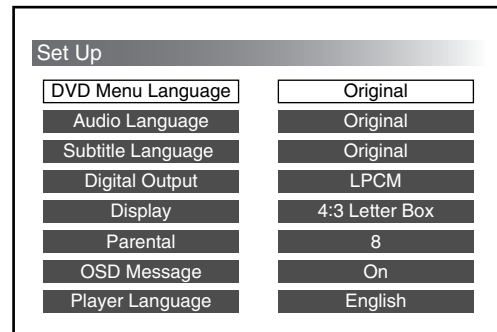 Set Up
DVD Menu Language Original
Audio Language Original
Subtitle Language Original
Digital Output LPCM
Display 4:3 Letter Box
Parental 8
OSD Message On
Player Language English